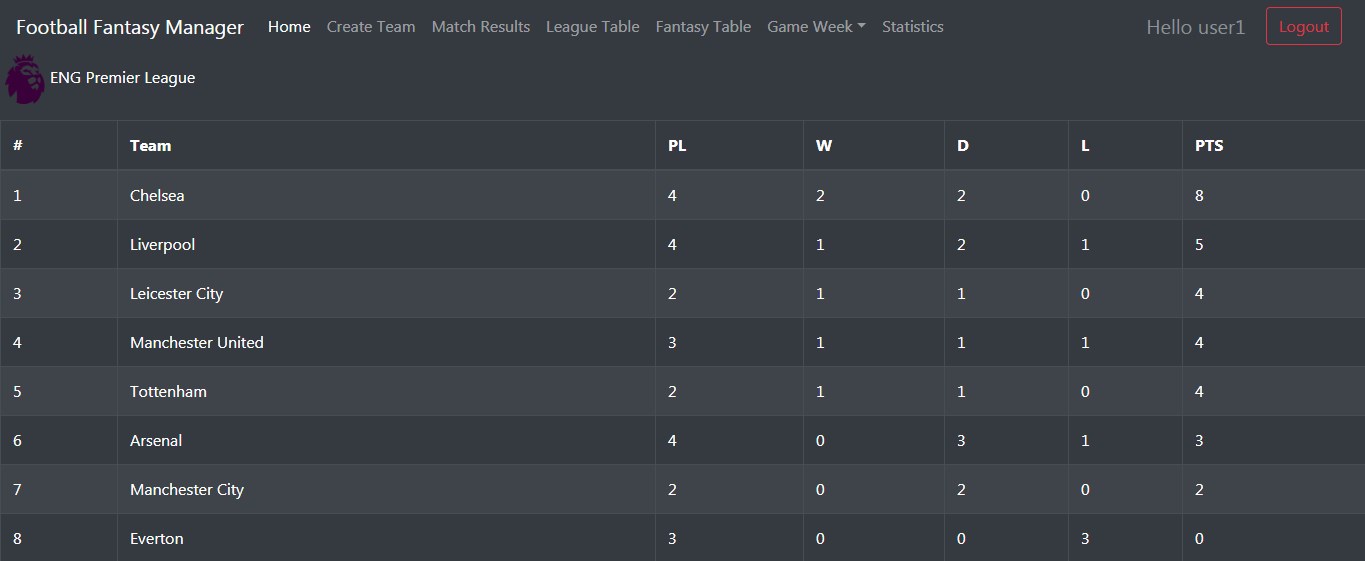 Football Fantasy Manager Home Create Team Match Results League Table Fantasy Table Game Week Statistics Hello user1 Logout
ENG Premier League
# Team PL W D L PTS
1 Chelsea 4 2 2 0 8
2 Liverpool 4 1 2 1 5
3 Leicester City 2 1 1 0 4
4 Manchester United 3 1 1 1 4
5 Tottenham 2 1 1 0 4
6 Arsenal 4 0 3 1 3
7 Manchester City 2 0 2 0 2
8 Everton 3 0 0 3 0